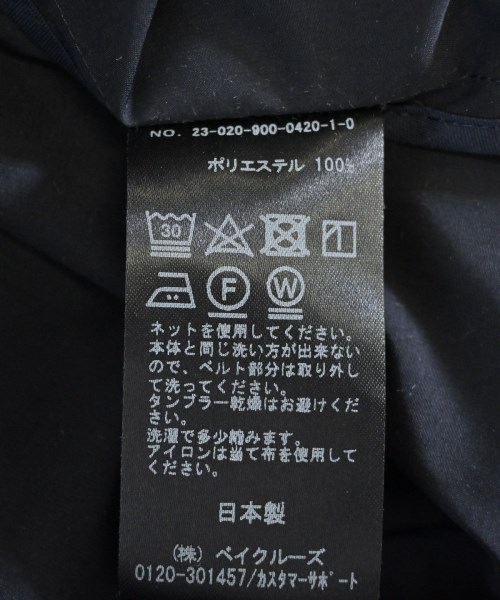 NO. 23-020-900-0420-1-0
ポリエステル 100%
30
F W
ネットを使用してください。
本体と同じ洗い方が出来ない
ので、ベルト部分は取り外し
て洗ってください。
タンブラー乾燥はお避けくだ
さい。
洗濯で多少縮みます。
アイロンは当て布を使用して
ください。
日本製
(株) ベイクルーズ
0120-301457/カスタマーサポート